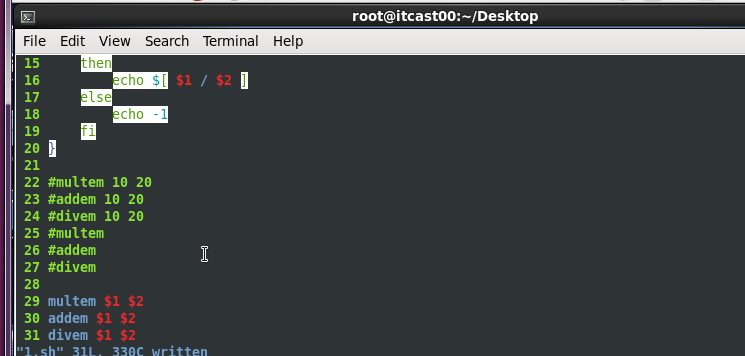 root@itcast00:~/Desktop
File Edit View Search Terminal Help
15     then
16         echo $[ $1 / $2 ]
17     else
18         echo -1
19     fi
20 }
21
22 #multem 10 20
23 #addem 10 20
24 #divem 10 20
25 #multem
26 #addem
27 #divem
28
29 multem $1 $2
30 addem $1 $2
31 divem $1 $2
"1.sh" 31L, 330C written